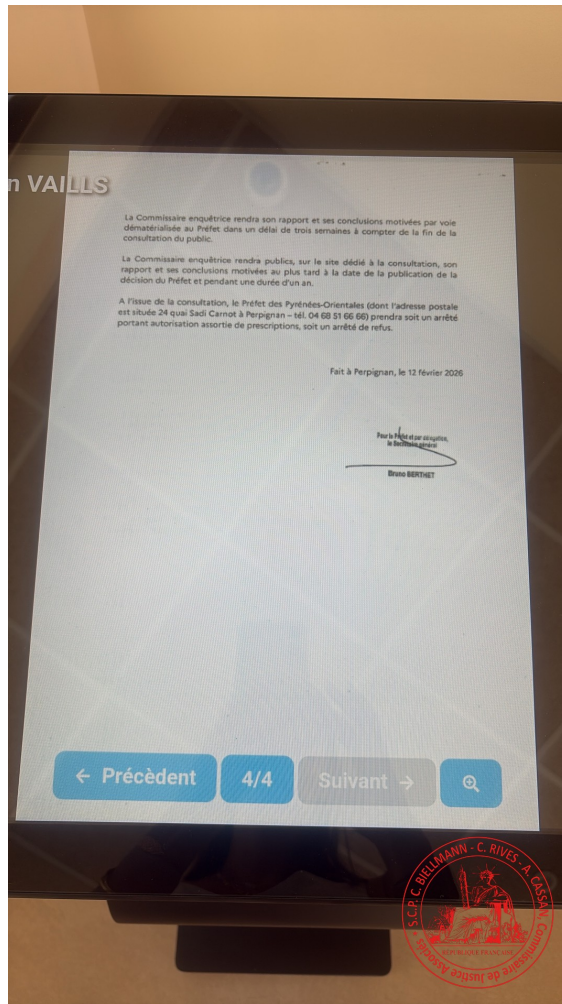 n VAILLS
La Commissaire enquêtrice rendra son rapport et ses conclusions motivées par voie
dématérialisée au Préfet dans un délai de trois semaines à compter de la fin de la
consultation du public.
La Commissaire enquêtrice rendra publics, sur le site dédié à la consultation, son
rapport et ses conclusions motivées au plus tard à la date de la publication de la
décision du Préfet et pendant une durée d'un an.
A l'issue de la consultation, le Préfet des Pyrénées-Orientales (dont l'adresse postale
est située 24 quai Sadi Carnot à Perpignan – tél. 04 68 51 66 66) prendra soit un arrêté
portant autorisation assortie de prescriptions, soit un arrêté de refus.
Fait à Perpignan, le 12 février 2026
Pour le Préfet et par délégation,
le Secrétaire général
Bruno BERTHET
← Précèdent
4/4
Suivant →
S.C.P. C. BIELLMANN - C. RIVES - A. CASSAN Commissaire de Justice Associés
REPUBLIQUE FRANÇAISE